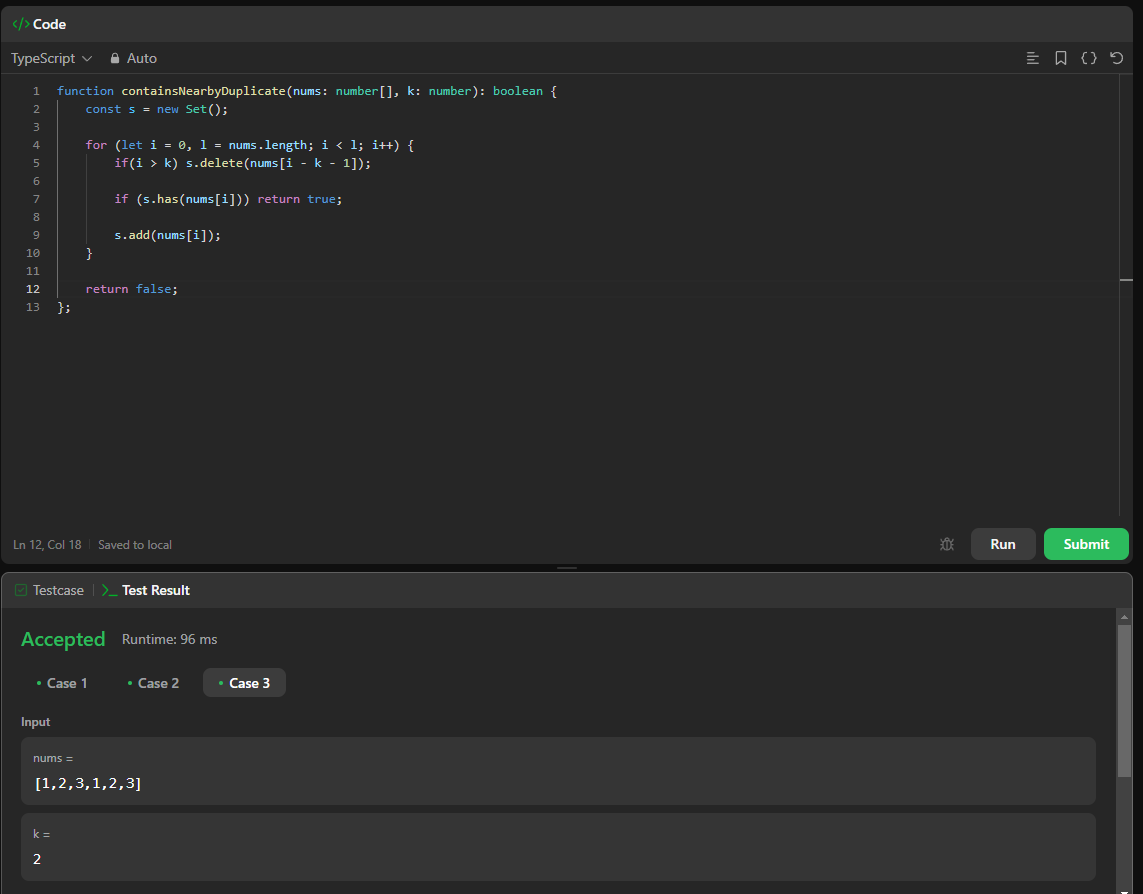 </> Code
TypeScript Auto
1 function containsNearbyDuplicate(nums: number[], k: number): boolean {
2 const s = new Set();
3
4 for (let i = 0, l = nums.length; i < l; i++) {
5 if(i > k) s.delete(nums[i - k - 1]);
6
7 if (s.has(nums[i])) return true;
8
9 s.add(nums[i]);
10 }
11
12 return false;
13 };
Ln 12, Col 18 | Saved to local
Run Submit
Testcase | >_ Test Result
Accepted Runtime: 96 ms
• Case 1 • Case 2 • Case 3
Input
nums =
[1,2,3,1,2,3]
k =
2